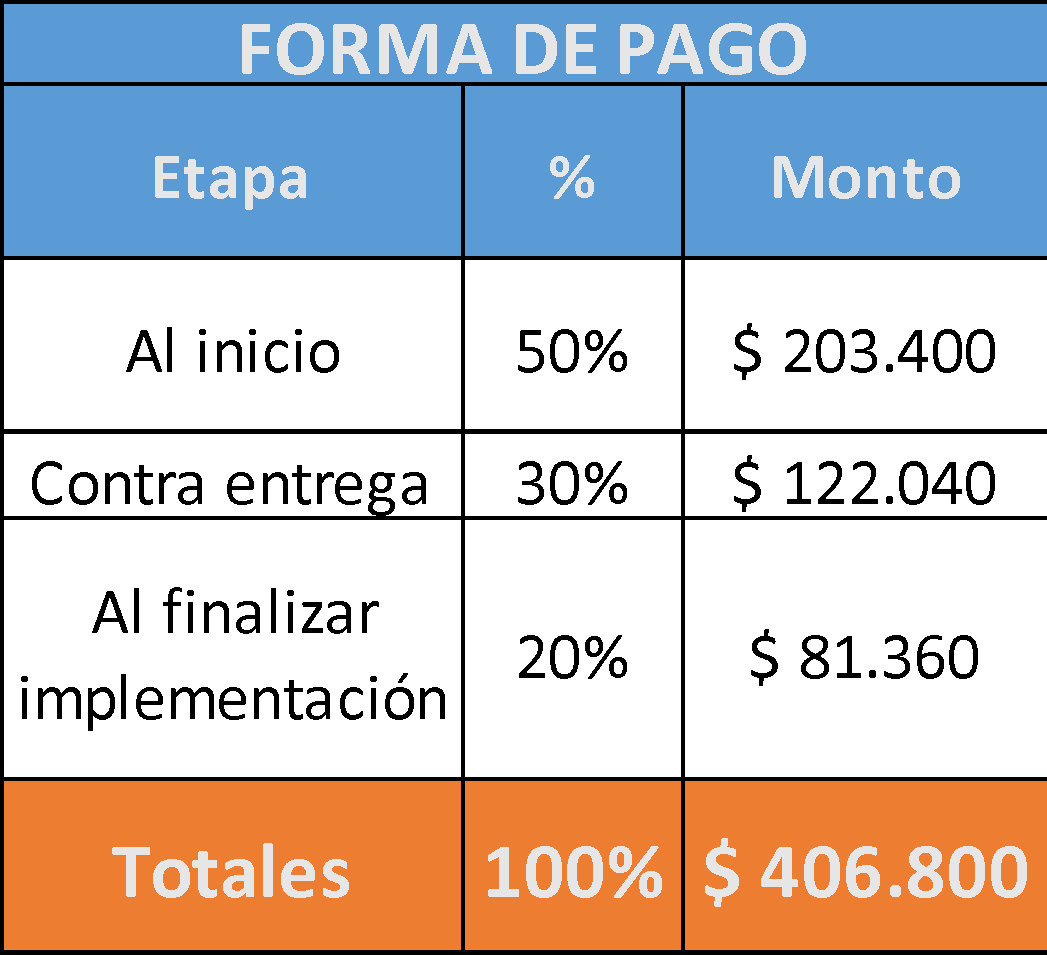 FORMA DE PAGO
Etapa % Monto
Al inicio 50% $ 203.400
Contra entrega 30% $ 122.040
Al finalizar
implementación 20% $ 81.360
Totales 100% $ 406.800